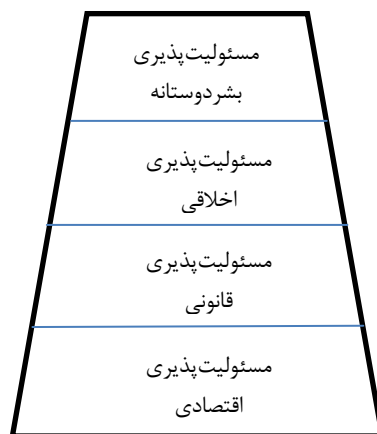 مسئولیت‌پذیری
بشردوستانه
مسئولیت‌پذیری
اخلاقی
مسئولیت‌پذیری
قانونی
مسئولیت‌پذیری
اقتصادی